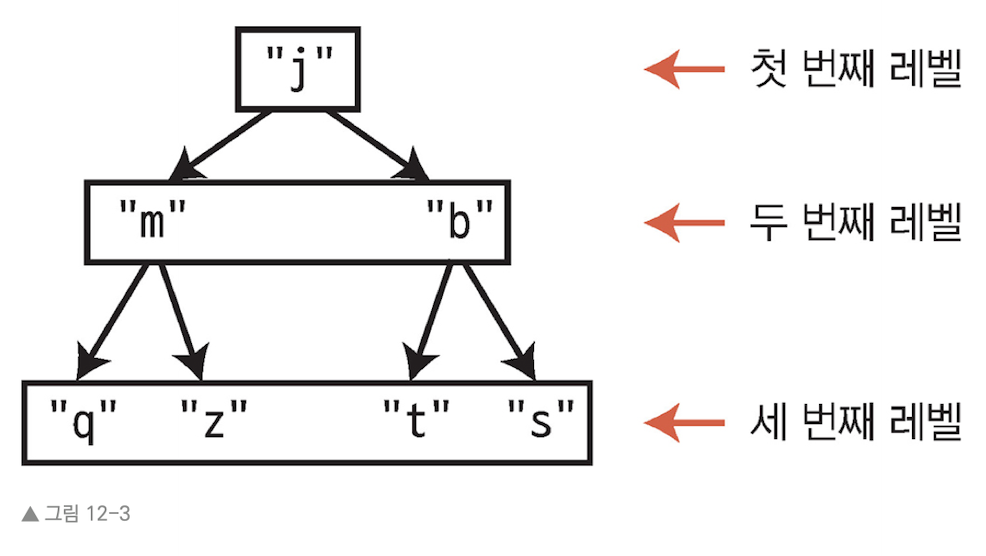 "j" 첫 번째 레벨
"m" "b" 두 번째 레벨
"q" "z" "t" "s" 세 번째 레벨
▲ 그림 12-3